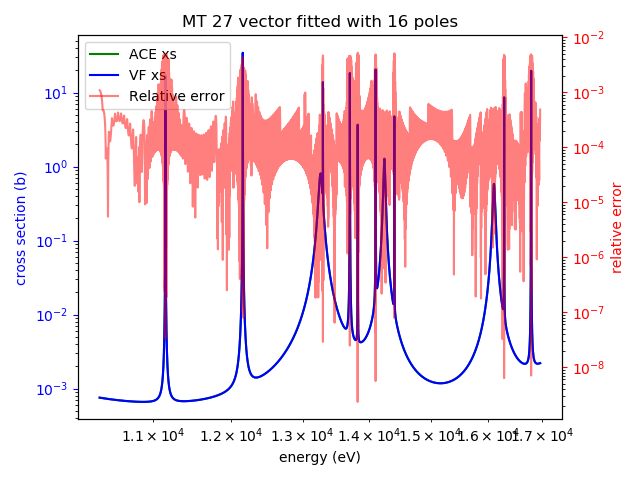 MT 27 vector fitted with 16 poles
ACE xs
VF xs
Relative error
cross section (b)
10¹
10⁰
10⁻¹
10⁻²
10⁻³
10⁻²
10⁻³
10⁻⁴
10⁻⁵
10⁻⁶
10⁻⁷
10⁻⁸
relative error
1.1 × 10⁴ 1.2 × 10⁴ 1.3 × 10⁴ 1.4 × 10⁴ 1.5 × 10⁴ 1.6 × 10⁴ 1.7 × 10⁴
energy (eV)